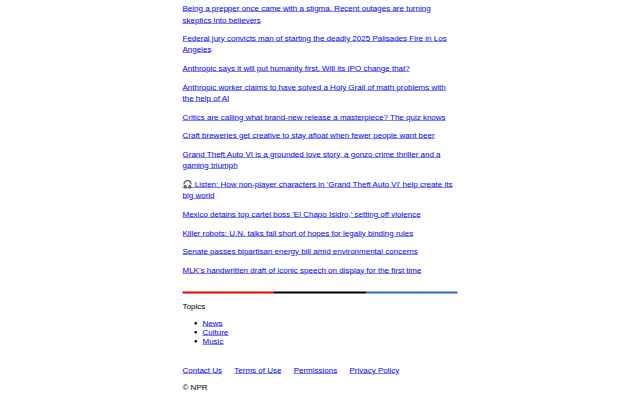 Being a prepper once came with a stigma. Recent outages are turning
skeptics into believers
Federal jury convicts man of starting the deadly 2025 Palisades Fire in Los
Angeles
Anthropic says it will put humanity first. Will its IPO change that?
Anthropic worker claims to have solved a Holy Grail of math problems with
the help of AI
Critics are calling what brand-new release a masterpiece? The quiz knows
Craft breweries get creative to stay afloat when fewer people want beer
Grand Theft Auto VI is a grounded love story, a gonzo crime thriller and a
gaming triumph
🎧 Listen: How non-player characters in 'Grand Theft Auto VI' help create its
big world
Mexico detains top cartel boss 'El Chapo Isidro,' setting off violence
Killer robots: U.N. talks fall short of hopes for legally binding rules
Senate passes bipartisan energy bill amid environmental concerns
MLK's handwritten draft of iconic speech on display for the first time
Topics
News
Culture
Music
Contact Us Terms of Use Permissions Privacy Policy
© NPR